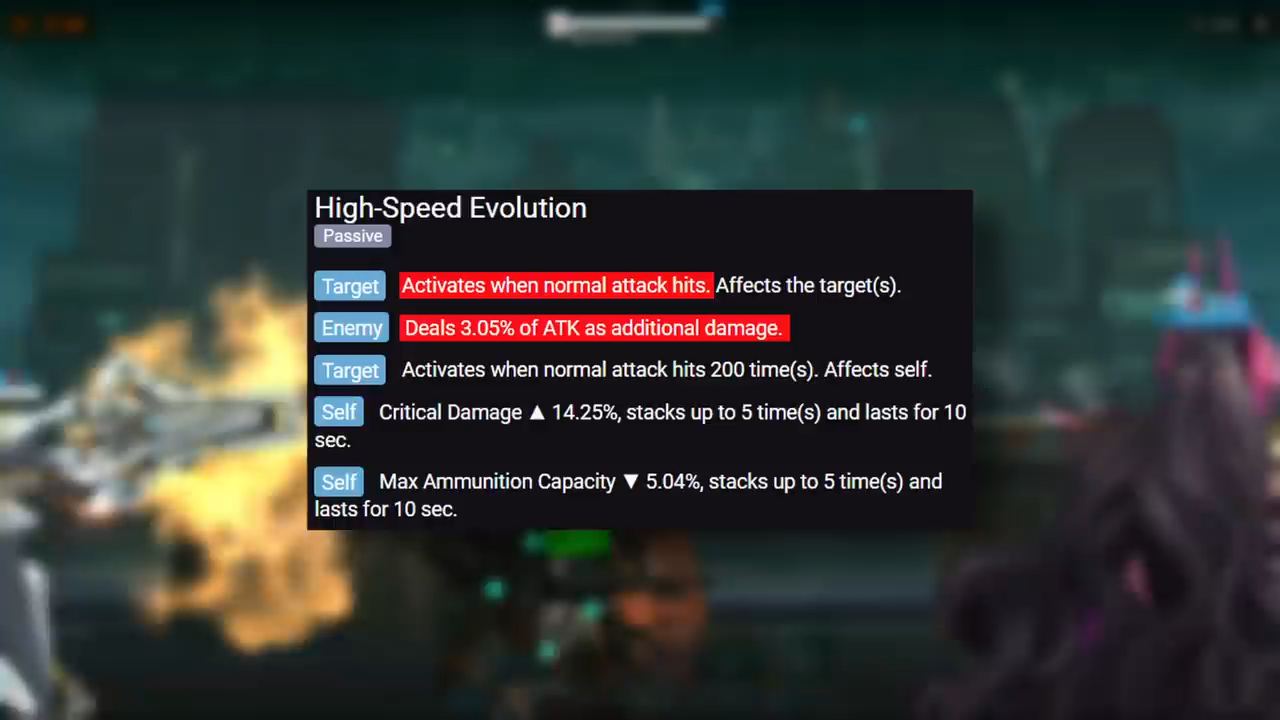 High-Speed Evolution
Passive
Target Activates when normal attack hits. Affects the target(s).
Enemy Deals 3.05% of ATK as additional damage.
Target Activates when normal attack hits 200 time(s). Affects self.
Self Critical Damage ▲ 14.25%, stacks up to 5 time(s) and lasts for 10
sec.
Self Max Ammunition Capacity ▼ 5.04%, stacks up to 5 time(s) and
lasts for 10 sec.